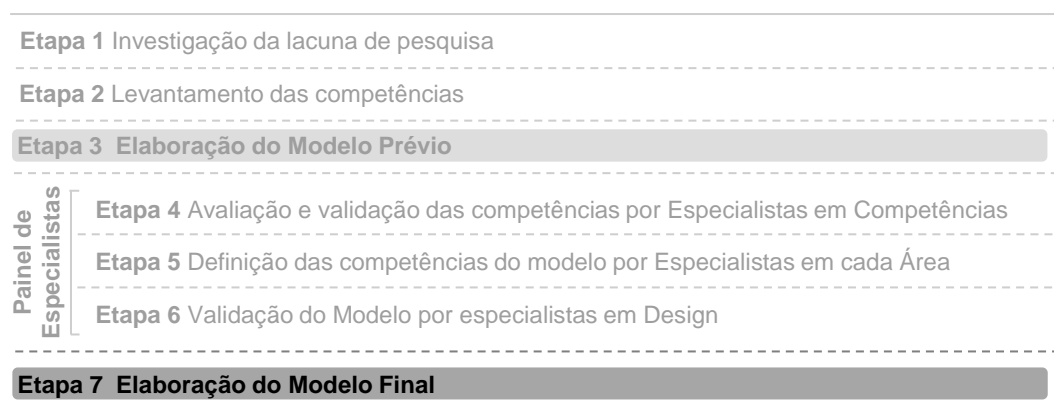 Etapa 1 Investigação da lacuna de pesquisa
Etapa 2 Levantamento das competências
Etapa 3 Elaboração do Modelo Prévio
Painel de
Especialistas
Etapa 4 Avaliação e validação das competências por Especialistas em Competências
Etapa 5 Definição das competências do modelo por Especialistas em cada Área
Etapa 6 Validação do Modelo por especialistas em Design
Etapa 7 Elaboração do Modelo Final